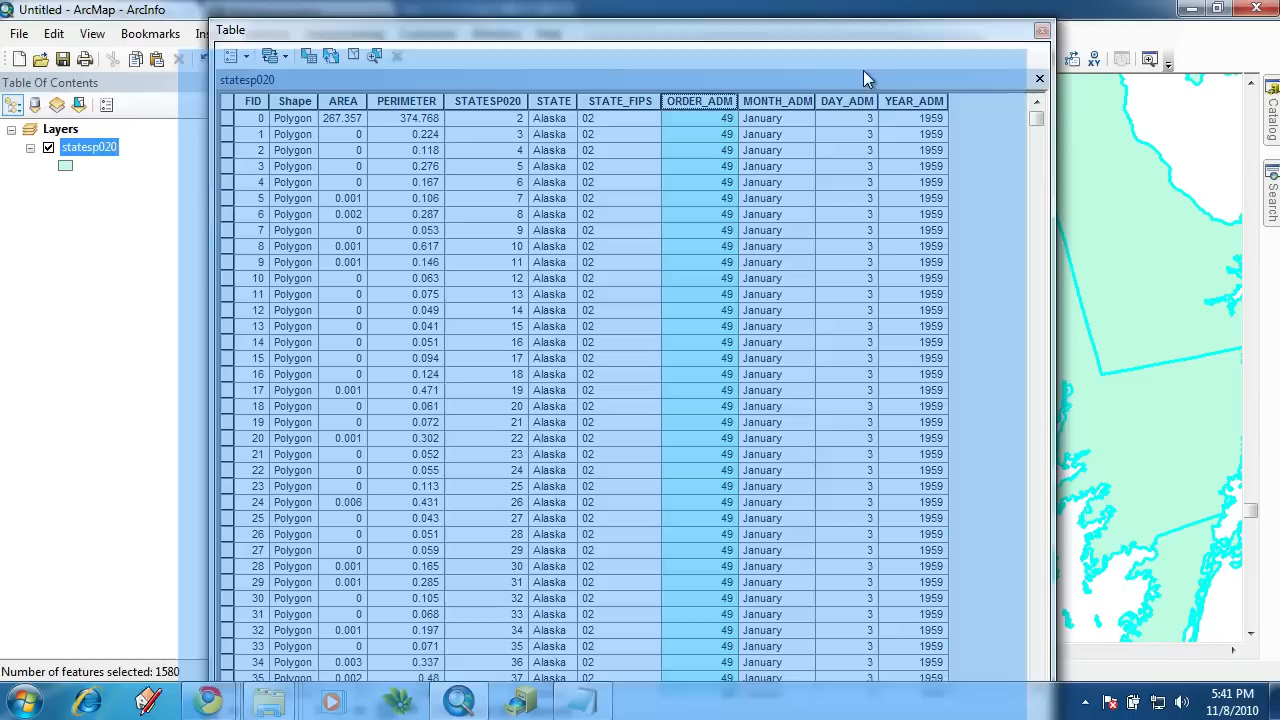 Untitled - ArcMap - ArcInfo
File Edit View Bookmarks
Table Of Contents
Layers
statesp020
Number of features selected: 1580
Table
statesp020
FID Shape AREA PERIMETER STATESP020 STATE STATE_FIPS ORDER_ADM MONTH_ADM DAY_ADM YEAR_ADM
0 Polygon 374.768 2 Alaska 02 49 January 3 1959
1 Polygon 0 0.224 3 Alaska 02 49 January 3 1959
2 Polygon 0 0.118 4 Alaska 02 49 January 3 1959
3 Polygon 0 0.276 5 Alaska 02 49 January 3 1959
4 Polygon 0 0.167 6 Alaska 02 49 January 3 1959
5 Polygon 0.001 0.106 7 Alaska 02 49 January 3 1959
6 Polygon 0.002 0.287 8 Alaska 02 49 January 3 1959
7 Polygon 0 0.053 9 Alaska 02 49 January 3 1959
8 Polygon 0.001 0.617 10 Alaska 02 49 January 3 1959
9 Polygon 0.001 0.146 11 Alaska 02 49 January 3 1959
10 Polygon 0 0.063 12 Alaska 02 49 January 3 1959
11 Polygon 0 0.075 13 Alaska 02 49 January 3 1959
12 Polygon 0 0.049 14 Alaska 02 49 January 3 1959
13 Polygon 0 0.041 15 Alaska 02 49 January 3 1959
14 Polygon 0 0.051 16 Alaska 02 49 January 3 1959
15 Polygon 0 0.094 17 Alaska 02 49 January 3 1959
16 Polygon 0 0.124 18 Alaska 02 49 January 3 1959
17 Polygon 0.001 0.471 19 Alaska 02 49 January 3 1959
18 Polygon 0 0.061 20 Alaska 02 49 January 3 1959
19 Polygon 0 0.072 21 Alaska 02 49 January 3 1959
20 Polygon 0.001 0.302 22 Alaska 02 49 January 3 1959
21 Polygon 0 0.052 23 Alaska 02 49 January 3 1959
22 Polygon 0 0.055 24 Alaska 02 49 January 3 1959
23 Polygon 0 0.113 25 Alaska 02 49 January 3 1959
24 Polygon 0.006 0.431 26 Alaska 02 49 January 3 1959
25 Polygon 0 0.043 27 Alaska 02 49 January 3 1959
26 Polygon 0 0.051 28 Alaska 02 49 January 3 1959
27 Polygon 0 0.059 29 Alaska 02 49 January 3 1959
28 Polygon 0.001 0.165 30 Alaska 02 49 January 3 1959
29 Polygon 0.001 0.285 31 Alaska 02 49 January 3 1959
30 Polygon 0 0.105 32 Alaska 02 49 January 3 1959
31 Polygon 0 0.068 33 Alaska 02 49 January 3 1959
32 Polygon 0.001 0.197 34 Alaska 02 49 January 3 1959
33 Polygon 0 0.071 35 Alaska 02 49 January 3 1959
34 Polygon 0.003 0.337 36 Alaska 02 49 January 3 1959
35 Polygon 0.002 0.48 37 Alaska 02 49 January 3 1959
Catalog
Search
5:41 PM
11/8/2010